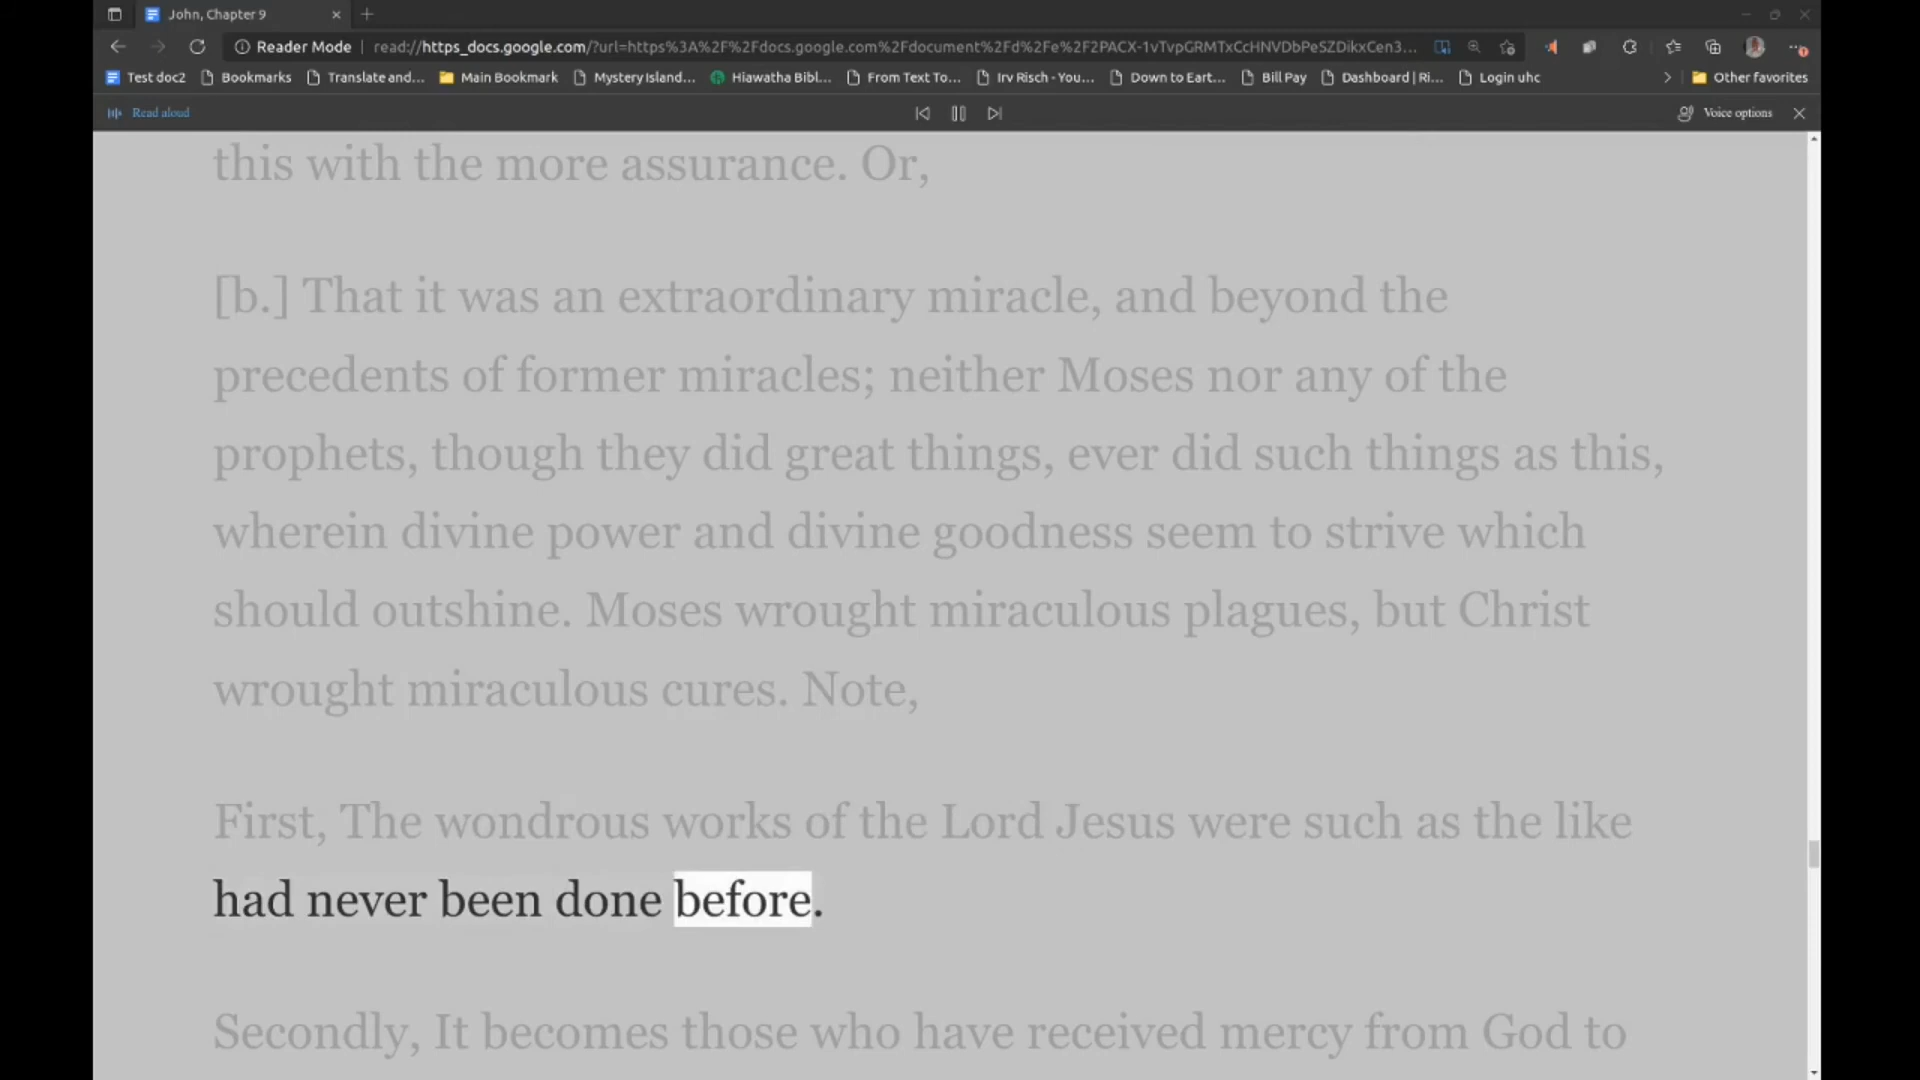 John, Chapter 9
Reader Mode
read://https_docs.google.com/?url=https%3A%2F%2Fdocs.google.com%2Fdocument%2Fd%2Fe%2F2PACX-1vTvpGRMTxCcHNVDbPeSZDikxCen3...
Test doc2
Bookmarks
Translate and...
Main Bookmark
Mystery Island...
Hiawatha Bibl...
From Text To...
Irv Risch - You...
Down to Eart...
Bill Pay
Dashboard | Ri...
Login uhc
Other favorites
Read aloud
Voice options
this with the more assurance. Or,
[b.] That it was an extraordinary miracle, and beyond the
precedents of former miracles; neither Moses nor any of the
prophets, though they did great things, ever did such things as this,
wherein divine power and divine goodness seem to strive which
should outshine. Moses wrought miraculous plagues, but Christ
wrought miraculous cures. Note,
First, The wondrous works of the Lord Jesus were such as the like
had never been done before.
Secondly, It becomes those who have received mercy from God to